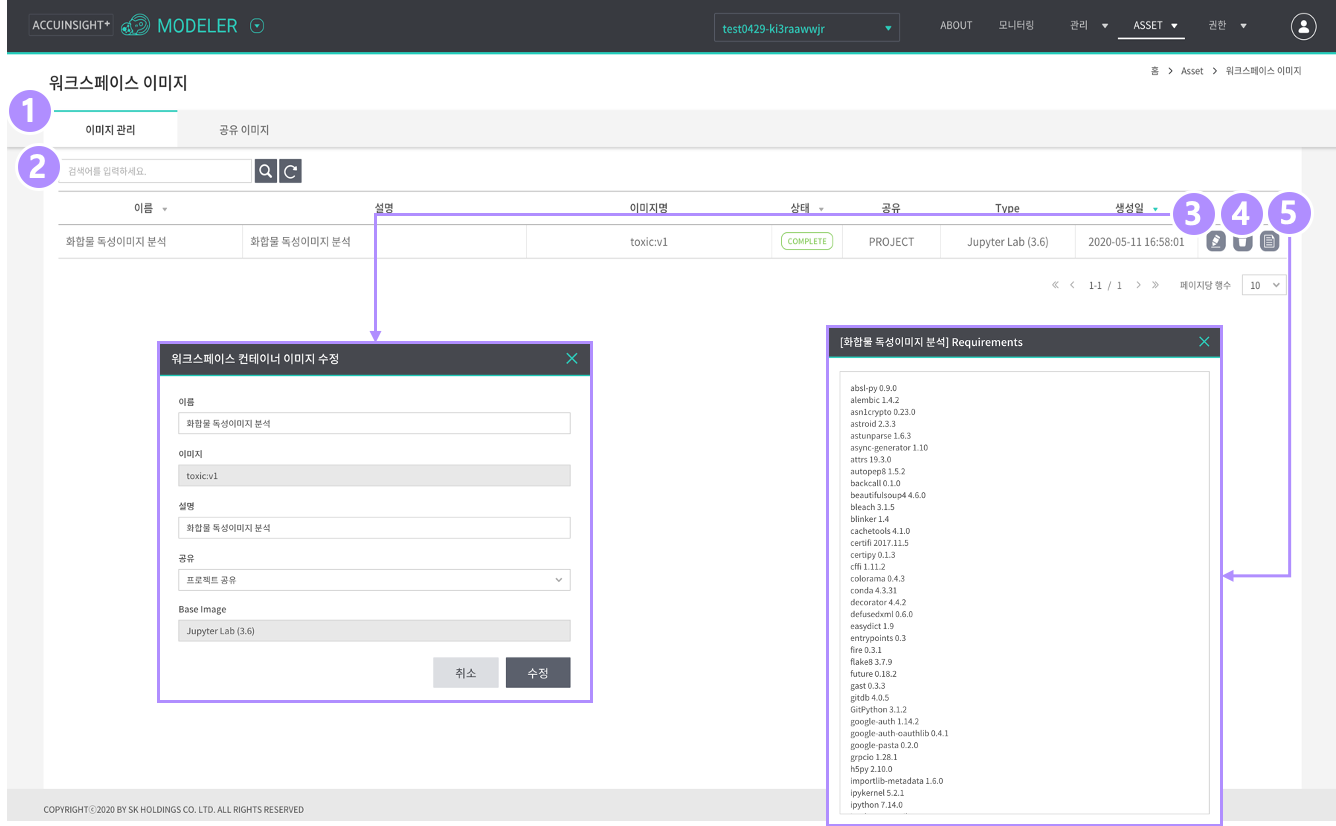 ACCUINSIGHT+ MODELER
test0429-ki3raawwjr
ABOUT 모니터링 관리 ASSET 권한
워크스페이스 이미지
홈 > Asset > 워크스페이스 이미지
1
이미지 관리 공유 이미지
2
검색어를 입력하세요.
이름 설명 이미지명 상태 공유 Type 생성일
3 4 5
화합물 독성이미지 분석 화합물 독성이미지 분석 toxic:v1 COMPLETE PROJECT Jupyter Lab (3.6) 2020-05-11 16:58:01
« < 1-1 / 1 > » 페이지당 행수 10
워크스페이스 컨테이너 이미지 수정
이름
화합물 독성이미지 분석
이미지
toxic:v1
설명
화합물 독성이미지 분석
공유
프로젝트 공유
Base Image
Jupyter Lab (3.6)
취소 수정
[화합물 독성이미지 분석] Requirements
absl-py 0.9.0
alembic 1.4.2
asn1crypto 0.23.0
astroid 2.3.3
astunparse 1.6.3
async-generator 1.10
attrs 19.3.0
autopep8 1.5.2
backcall 0.1.0
beautifulsoup4 4.6.0
bleach 3.1.5
blinker 1.4
cachetools 4.1.0
certifi 2017.11.5
certipy 0.1.3
cffi 1.11.2
colorama 0.4.3
conda 4.3.31
decorator 4.4.2
defusedxml 0.6.0
easydict 1.9
entrypoints 0.3
fire 0.3.1
flake8 3.7.9
future 0.18.2
gast 0.3.3
gitdb 4.0.5
GitPython 3.1.2
google-auth 1.14.2
google-auth-oauthlib 0.4.1
google-pasta 0.2.0
grpcio 1.28.1
h5py 2.10.0
importlib-metadata 1.6.0
ipykernel 5.2.1
ipython 7.14.0
COPYRIGHTⓒ2020 BY SK HOLDINGS CO. LTD. ALL RIGHTS RESERVED